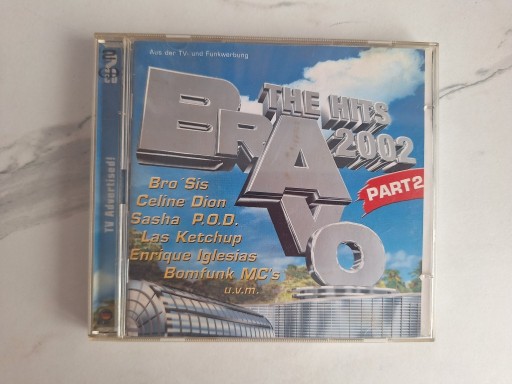 Aus der TV- und Funkwerbung
BRAVO
THE HITS
2002
PART 2
Bro'Sis
Celine Dion
Sasha P.O.D.
Las Ketchup
Enrique Iglesias
Bomfunk MC's
u.v.m.
TV Advertised!